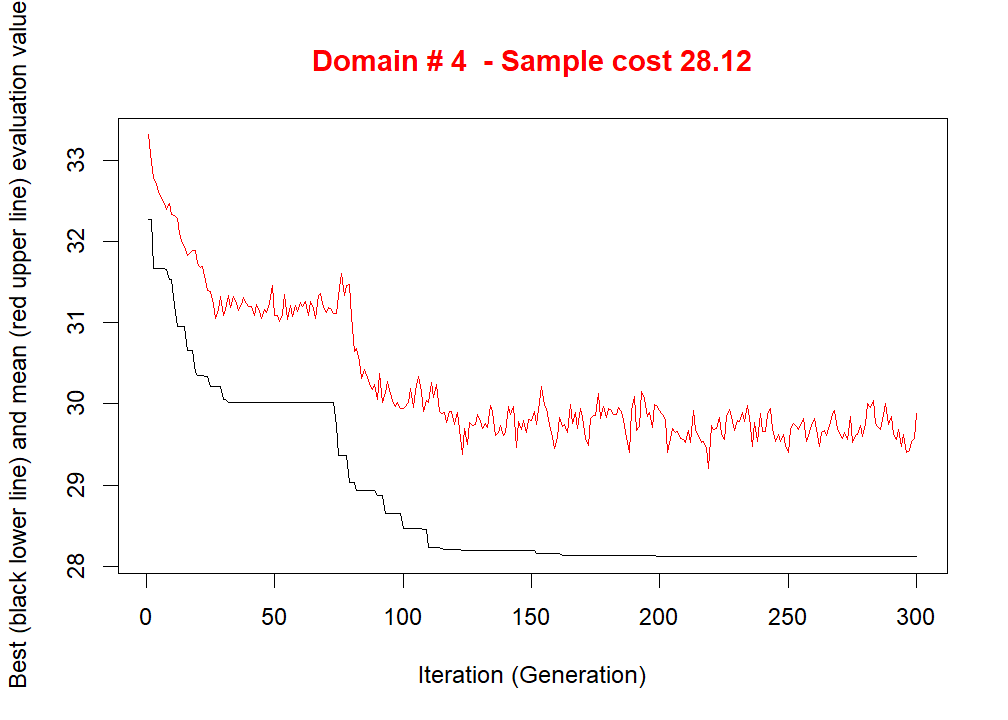 Domain # 4 - Sample cost 28.12
Best (black lower line) and mean (red upper line) evaluation value
33
32
31
30
29
28
0 50 100 150 200 250 300
Iteration (Generation)